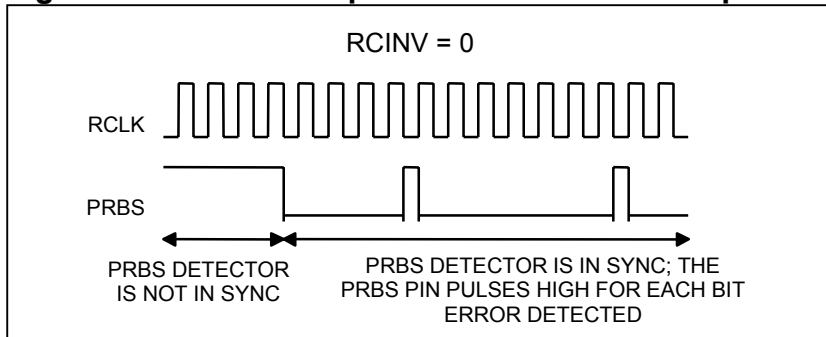 RCINV = 0
RCLK
PRBS
PRBS DETECTOR
IS NOT IN SYNC
PRBS DETECTOR IS IN SYNC; THE
PRBS PIN PULSES HIGH FOR EACH BIT
ERROR DETECTED